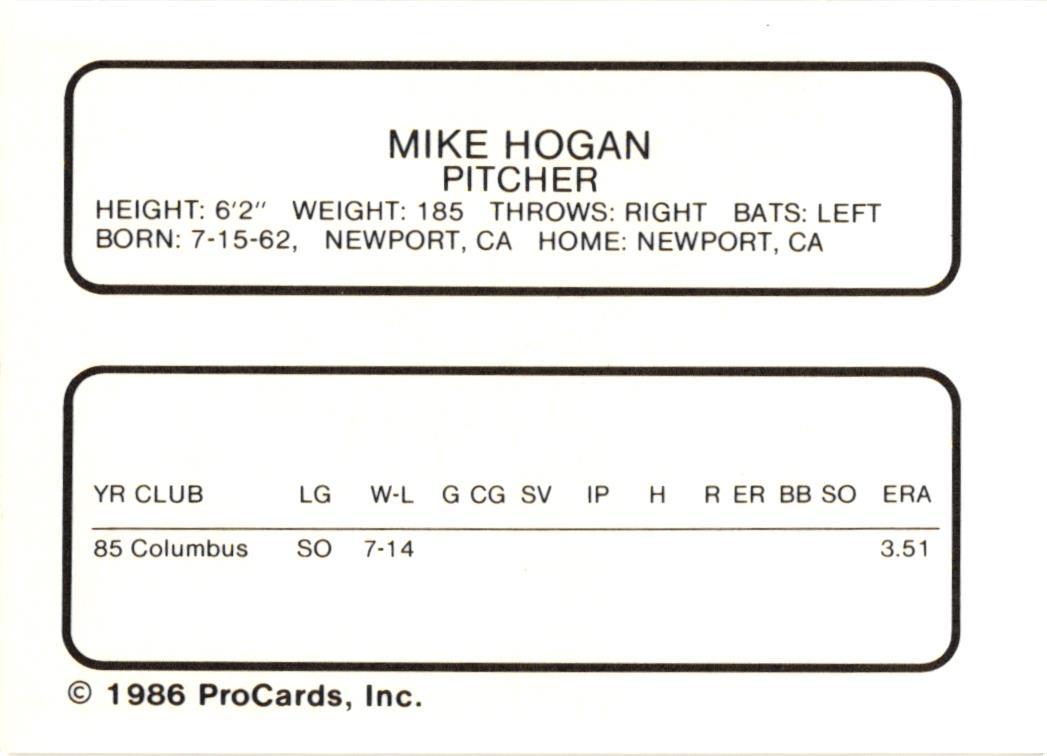 MIKE HOGAN
PITCHER
HEIGHT: 6'2" WEIGHT: 185 THROWS: RIGHT BATS: LEFT
BORN: 7-15-62, NEWPORT, CA HOME: NEWPORT, CA
YR CLUB LG W-L G CG SV IP H R ER BB SO ERA
85 Columbus SO 7-14 3.51
© 1986 ProCards, Inc.